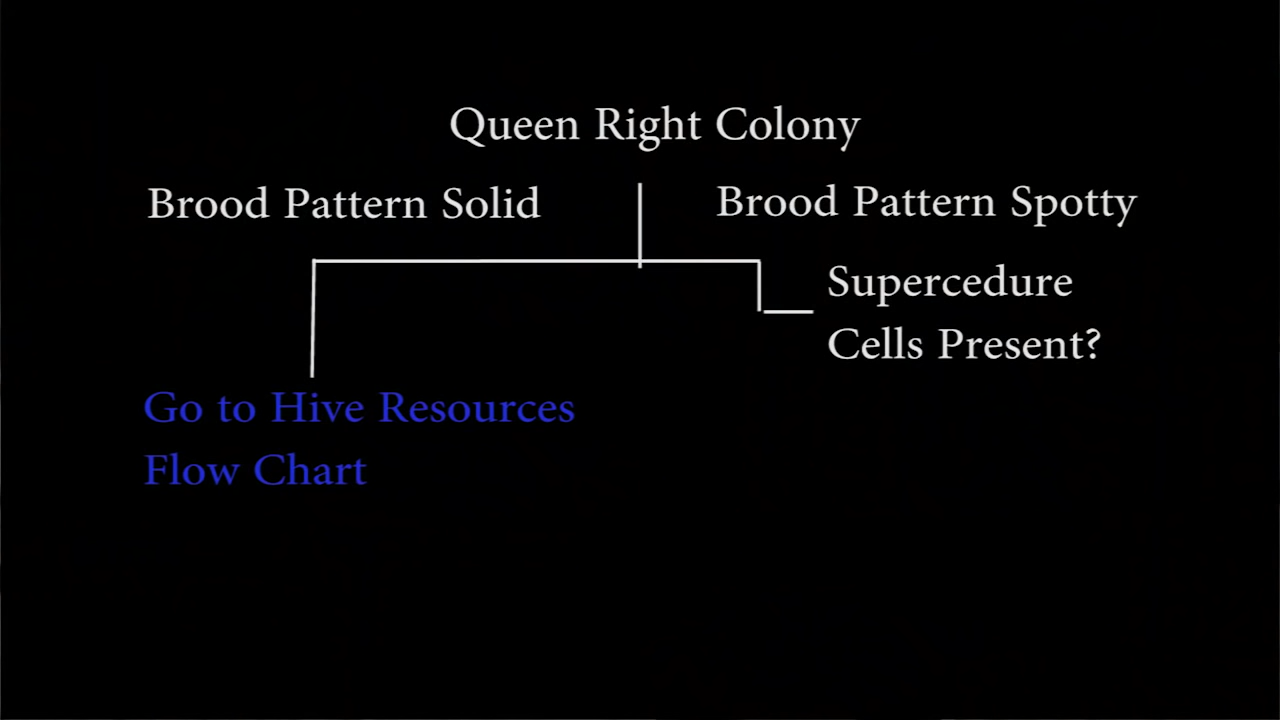 Queen Right Colony
Brood Pattern Solid
Brood Pattern Spotty
Supercedure
Cells Present?
Go to Hive Resources
Flow Chart